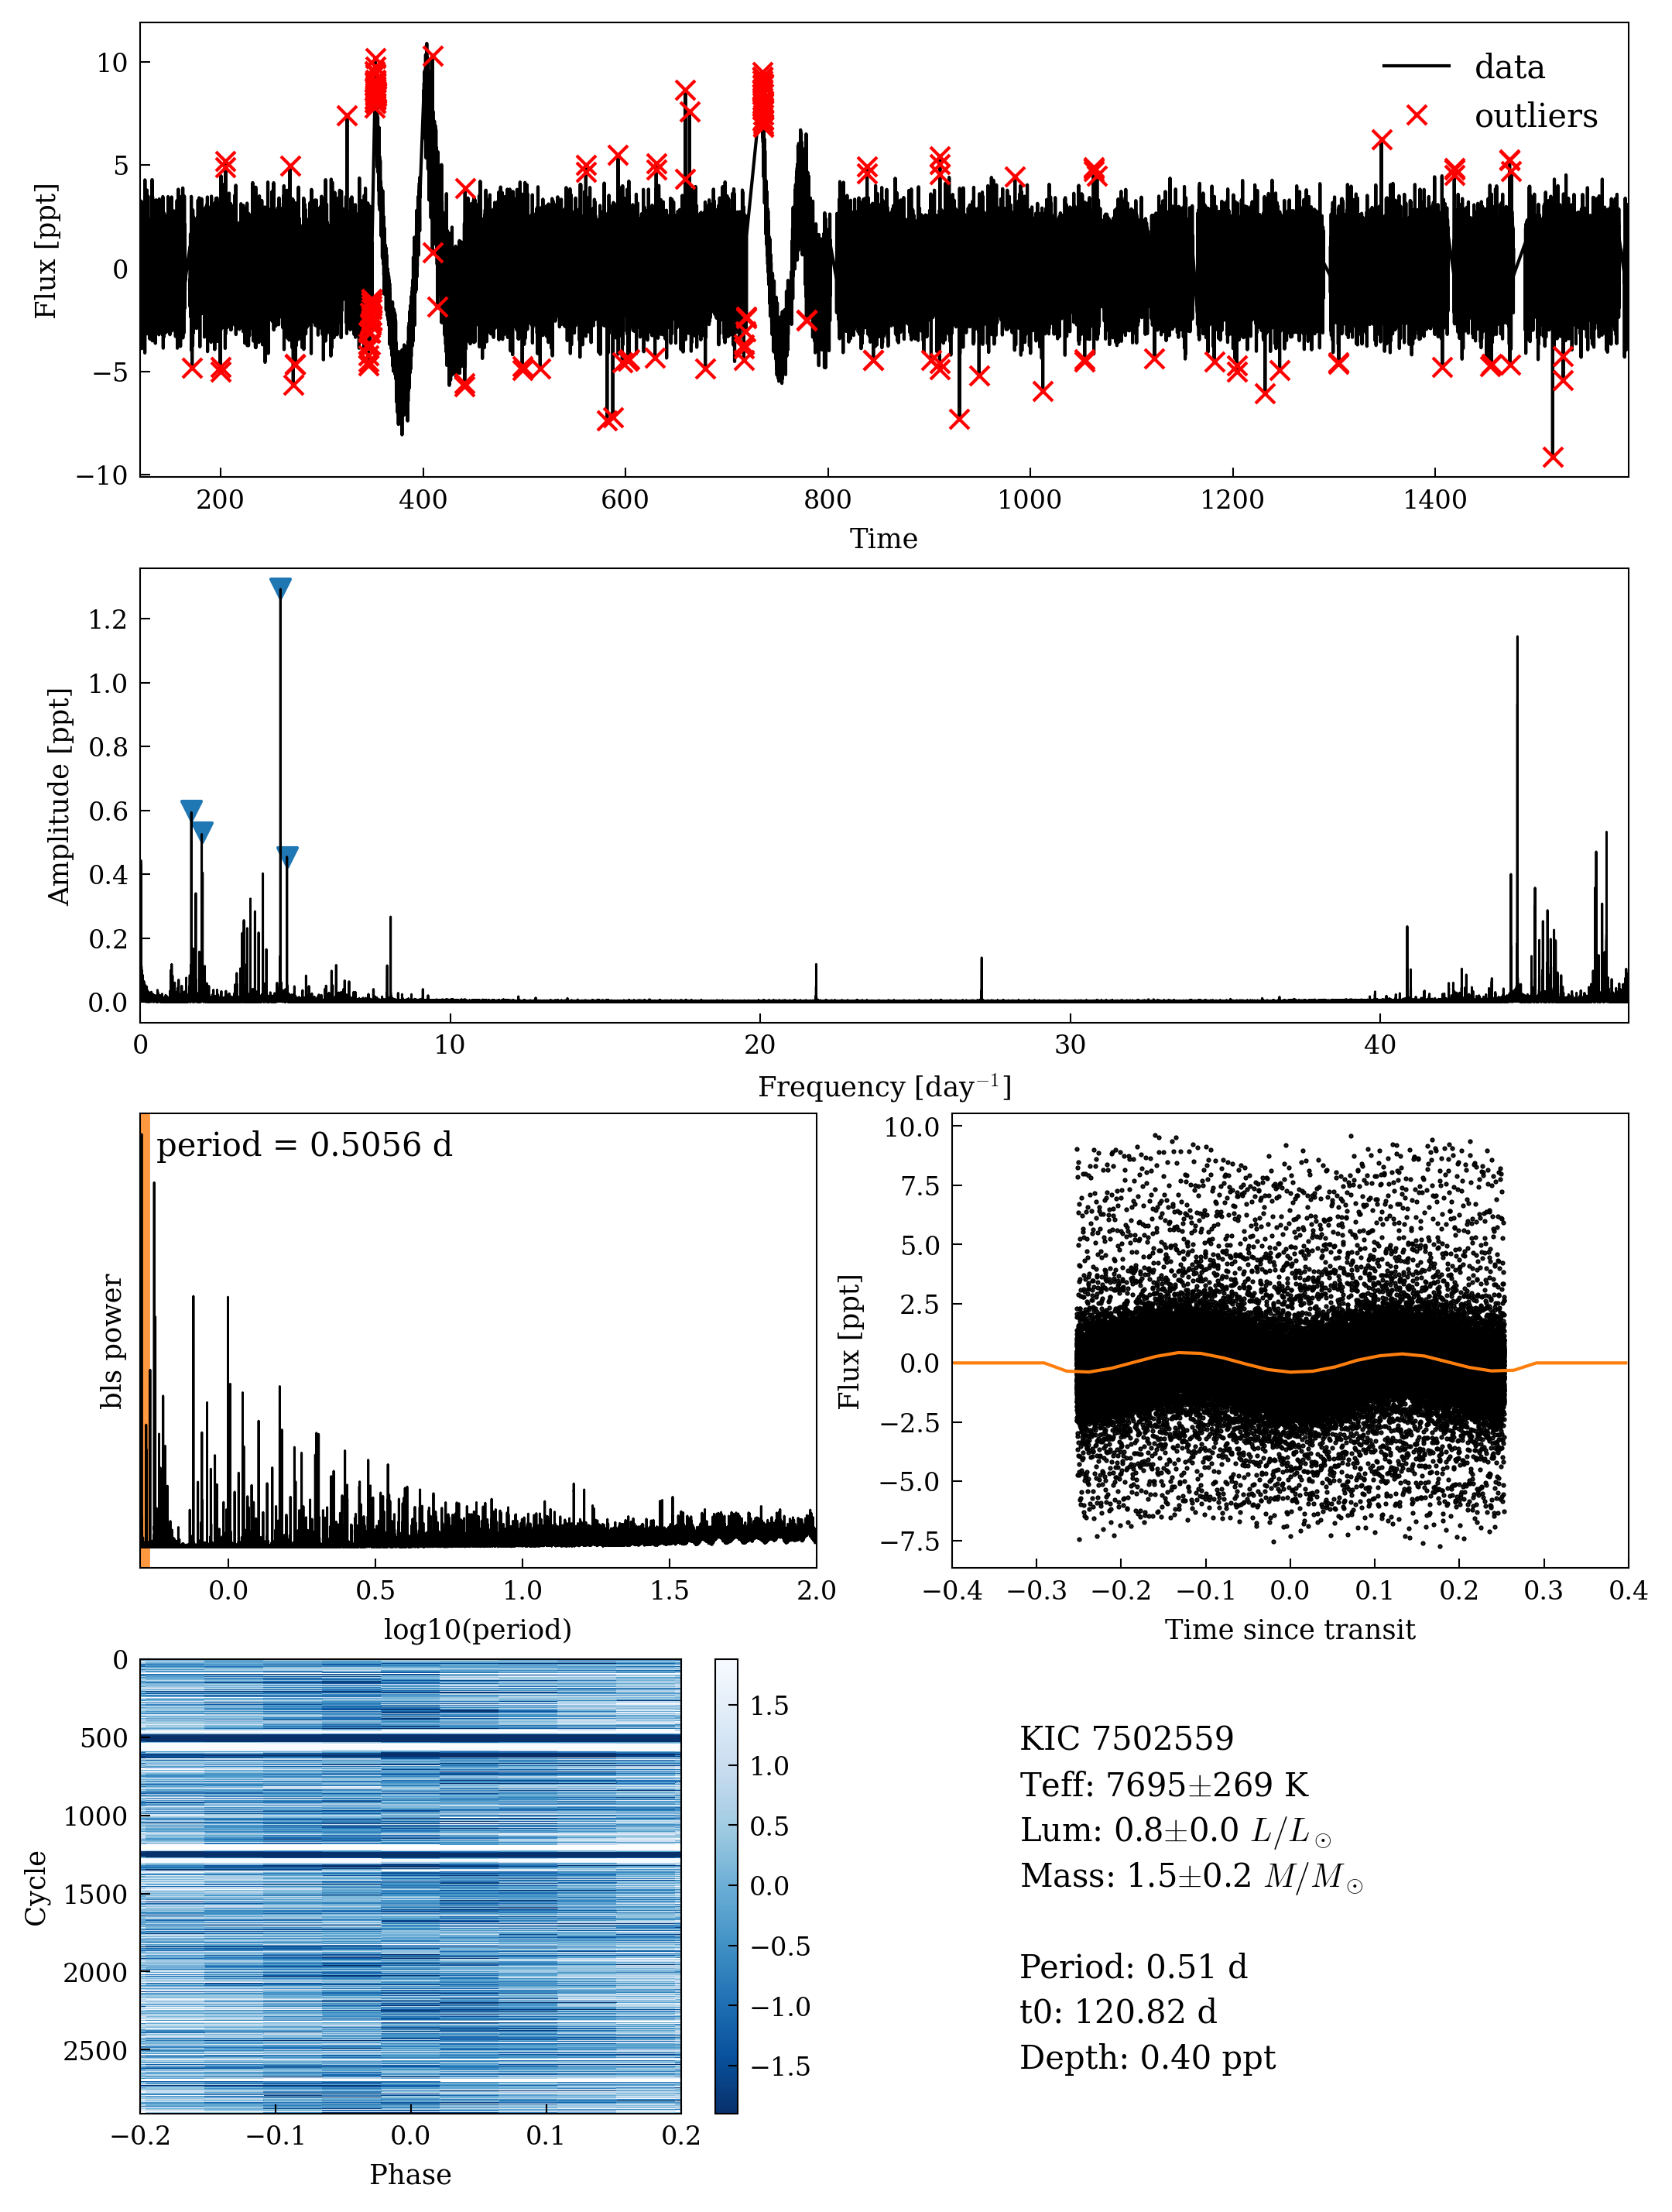 10
5
0
−5
−10
Flux [ppt]
data
outliers
200 400 600 800 1000 1200 1400
Time
1.2
1.0
0.8
0.6
0.4
0.2
0.0
Amplitude [ppt]
0 10 20 30 40
Frequency [day⁻¹]
period = 0.5056 d
bls power
0.0 0.5 1.0 1.5 2.0
log10(period)
10.0
7.5
5.0
2.5
0.0
−2.5
−5.0
−7.5
Flux [ppt]
−0.4 −0.3 −0.2 −0.1 0.0 0.1 0.2 0.3 0.4
Time since transit
0
500
1000
1500
2000
2500
Cycle
−0.2 −0.1 0.0 0.1 0.2
Phase
1.5
1.0
0.5
0.0
−0.5
−1.0
−1.5
KIC 7502559
Teff: 7695±269 K
Lum: 0.8±0.0 L/L☉
Mass: 1.5±0.2 M/M☉
Period: 0.51 d
t0: 120.82 d
Depth: 0.40 ppt